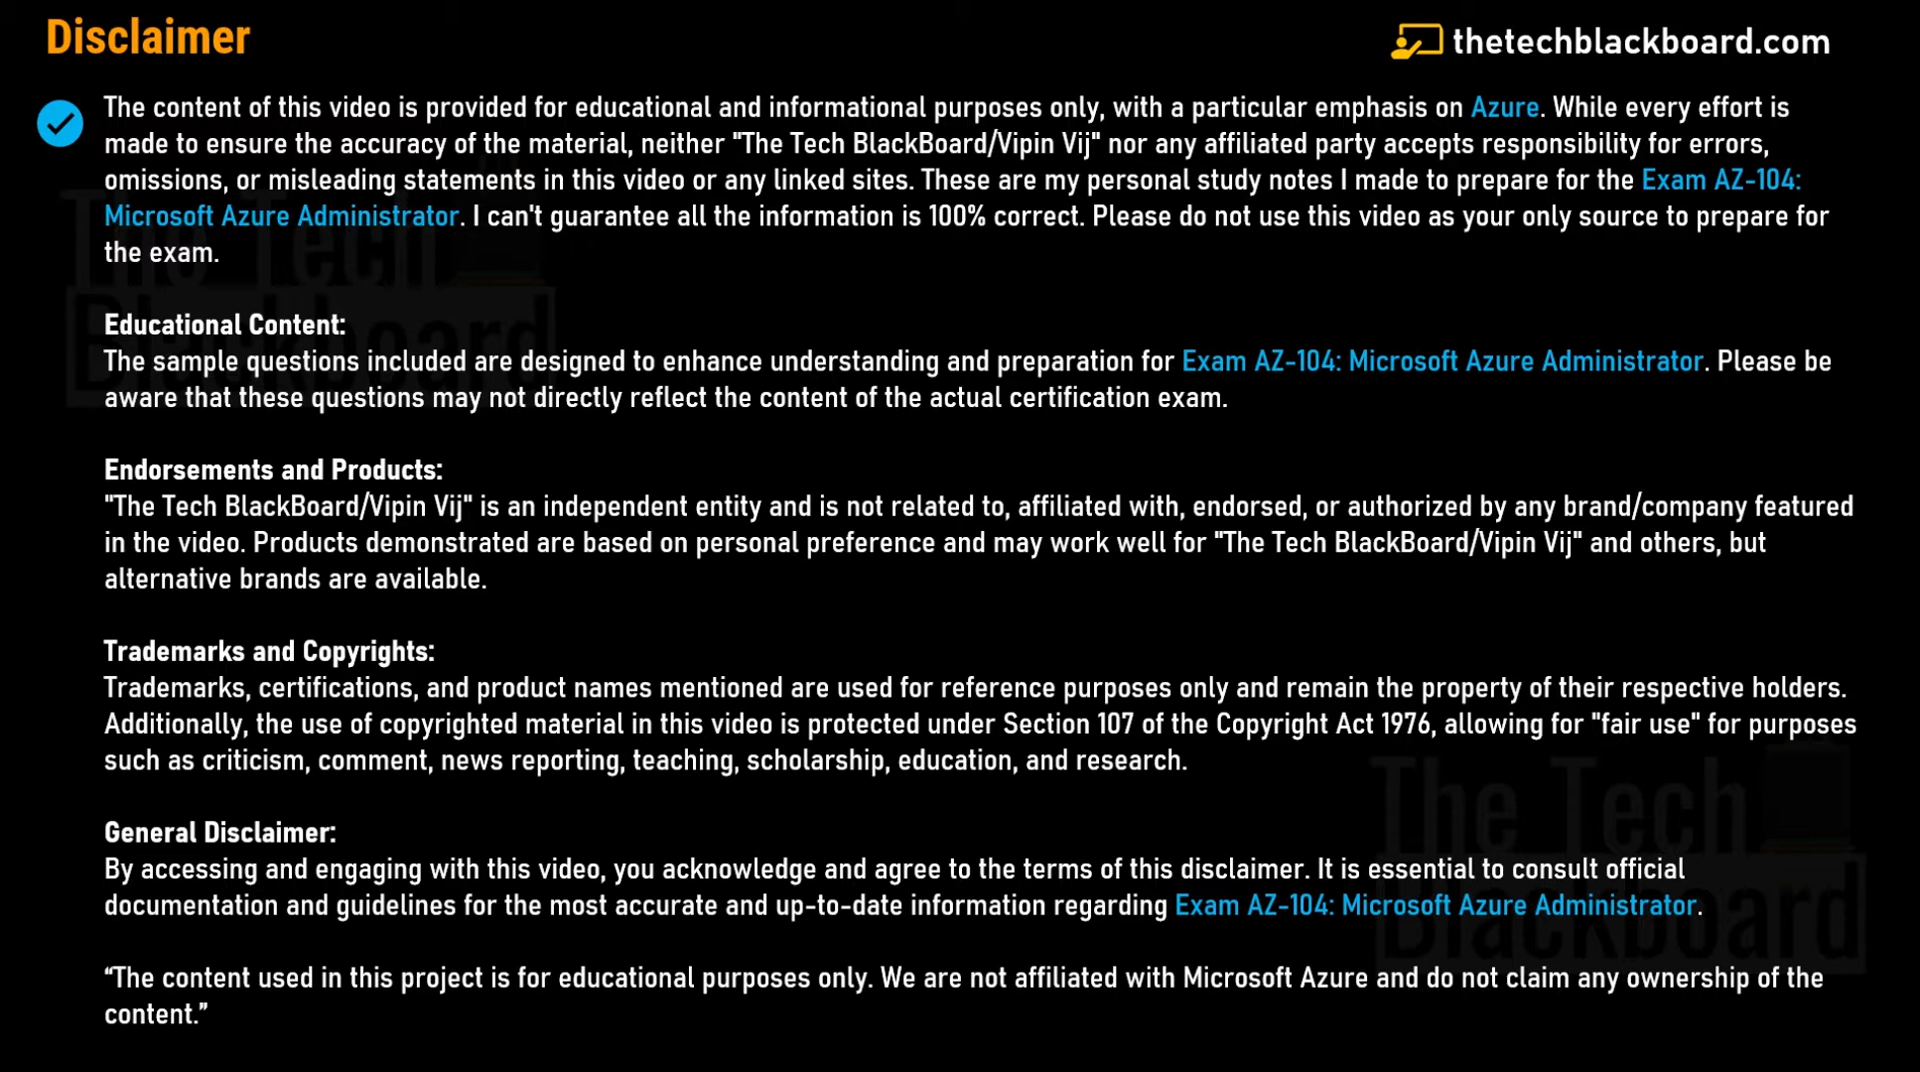 Disclaimer
thetechblackboard.com
The content of this video is provided for educational and informational purposes only, with a particular emphasis on Azure. While every effort is
made to ensure the accuracy of the material, neither "The Tech BlackBoard/Vipin Vij" nor any affiliated party accepts responsibility for errors,
omissions, or misleading statements in this video or any linked sites. These are my personal study notes I made to prepare for the Exam AZ-104:
Microsoft Azure Administrator. I can't guarantee all the information is 100% correct. Please do not use this video as your only source to prepare for
the exam.
Educational Content:
The sample questions included are designed to enhance understanding and preparation for Exam AZ-104: Microsoft Azure Administrator. Please be
aware that these questions may not directly reflect the content of the actual certification exam.
Endorsements and Products:
"The Tech BlackBoard/Vipin Vij" is an independent entity and is not related to, affiliated with, endorsed, or authorized by any brand/company featured
in the video. Products demonstrated are based on personal preference and may work well for "The Tech BlackBoard/Vipin Vij" and others, but
alternative brands are available.
Trademarks and Copyrights:
Trademarks, certifications, and product names mentioned are used for reference purposes only and remain the property of their respective holders.
Additionally, the use of copyrighted material in this video is protected under Section 107 of the Copyright Act 1976, allowing for "fair use" for purposes
such as criticism, comment, news reporting, teaching, scholarship, education, and research.
General Disclaimer:
By accessing and engaging with this video, you acknowledge and agree to the terms of this disclaimer. It is essential to consult official
documentation and guidelines for the most accurate and up-to-date information regarding Exam AZ-104: Microsoft Azure Administrator.
“The content used in this project is for educational purposes only. We are not affiliated with Microsoft Azure and do not claim any ownership of the
content.”
The Tech
Blackboard
The Tech
Blackboard